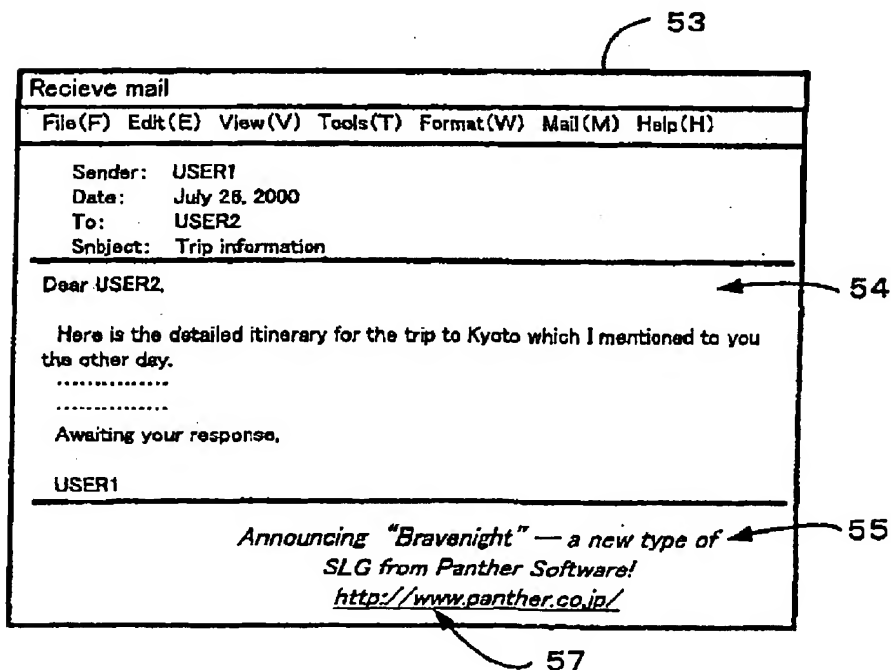 53
Recieve mail
File(F) Edit(E) View(V) Tools(T) Format(W) Mail(M) Help(H)
Sender: USER1
Date: July 26, 2000
To: USER2
Snbject: Trip information
Dear USER2,
54
Here is the detailed itinerary for the trip to Kyoto which I mentioned to you
the other day.
...............
...............
Awaiting your response,
USER1
Announcing "Bravenight" — a new type of
55
SLG from Panther Software!
http://www.panther.co.jp/
57